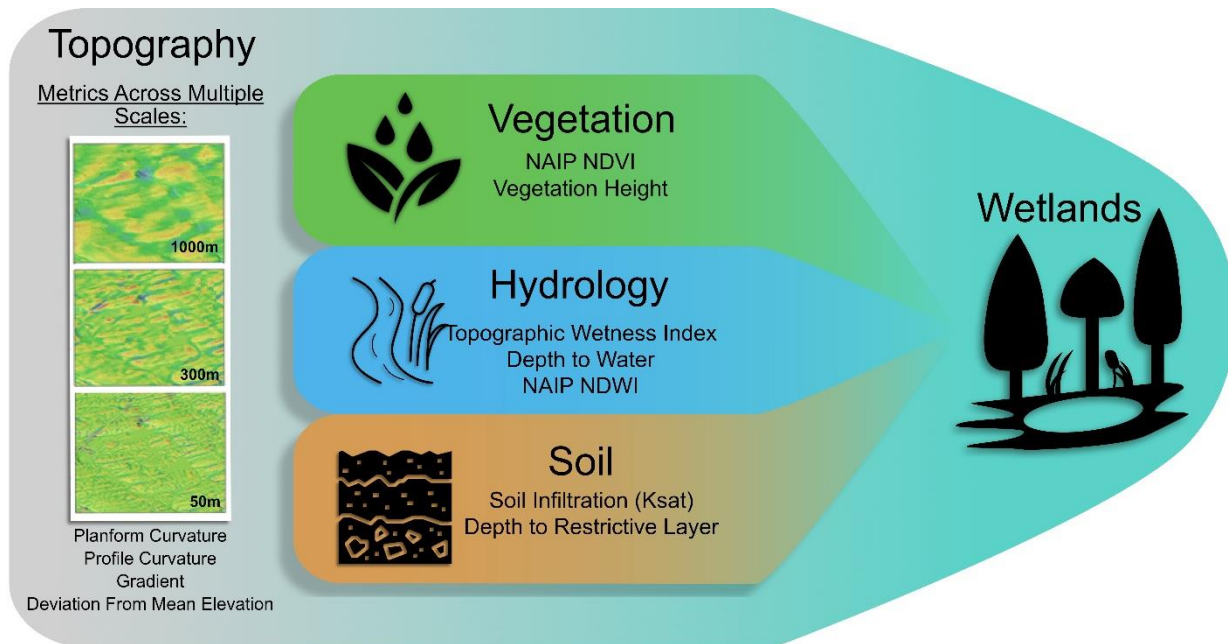 Topography
Metrics Across Multiple
Scales:
1000m
300m
50m
Planform Curvature
Profile Curvature
Gradient
Deviation From Mean Elevation
Vegetation
NAIP NDVI
Vegetation Height
Hydrology
Topographic Wetness Index
Depth to Water
NAIP NDWI
Soil
Soil Infiltration (Ksat)
Depth to Restrictive Layer
Wetlands